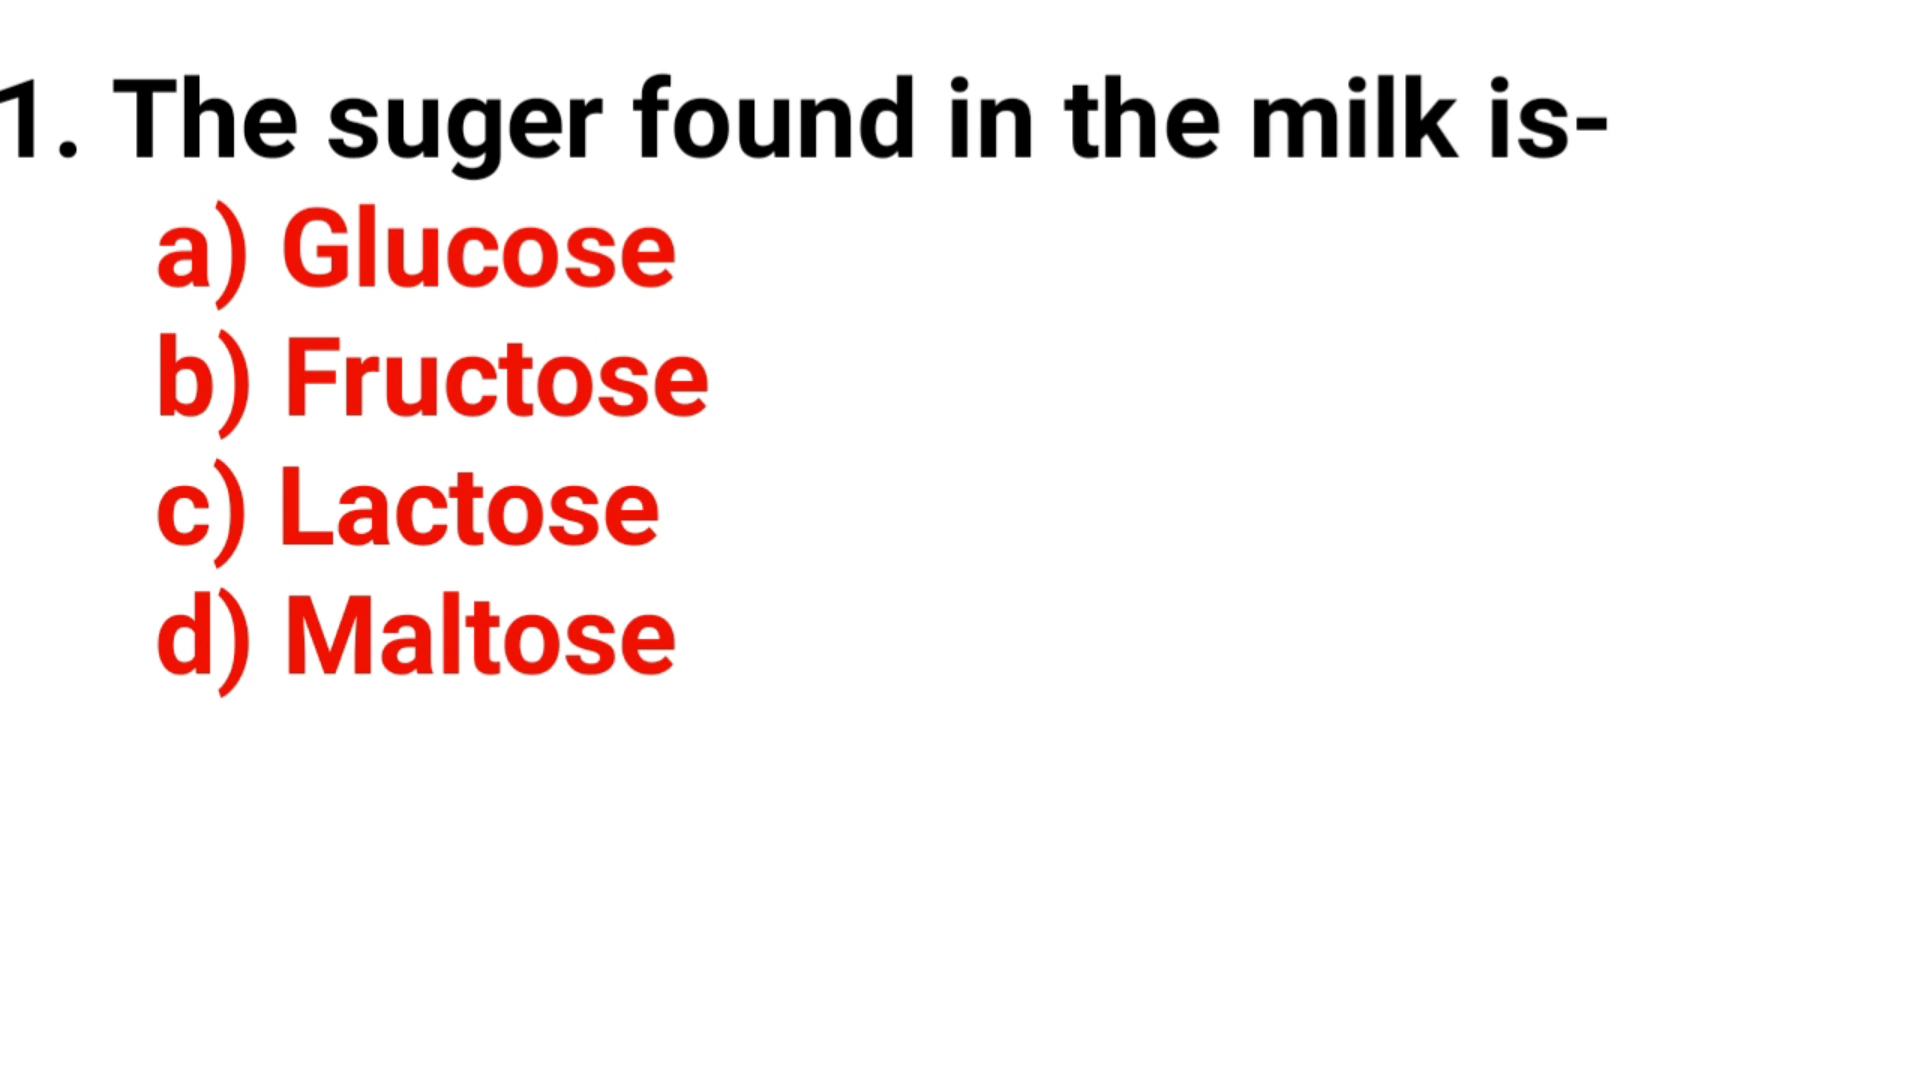 1. The suger found in the milk is-
a) Glucose
b) Fructose
c) Lactose
d) Maltose